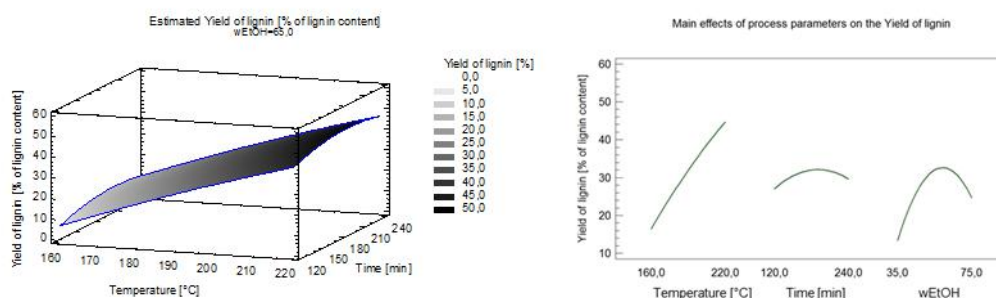 Estimated Yield of lignin [% of lignin content]
wEtOH=65,0
Yield of lignin [% of lignin content]
60
50
40
30
20
10
0
160 170 180 190 200 210 220
Temperature [°C]
120 150 180 210 240
Time [min]
Yield of lignin [%]
0,0
5,0
10,0
15,0
20,0
25,0
30,0
35,0
40,0
45,0
50,0
Main effects of process parameters on the Yield of lignin
Yield of lignin [% of lignin content]
60
50
40
30
20
10
160,0 220,0 120,0 240,0 35,0 75,0
Temperature [°C] Time [min] wEtOH